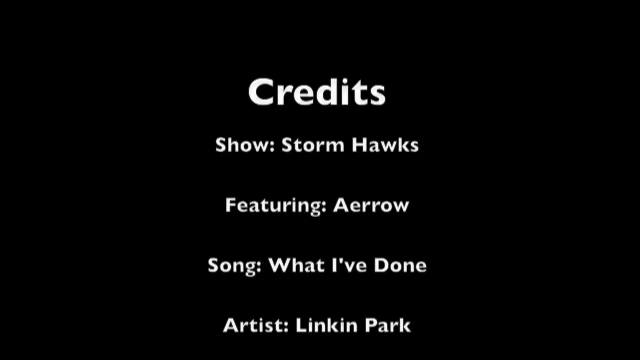 Credits
Show: Storm Hawks
Featuring: Aerrow
Song: What I've Done
Artist: Linkin Park